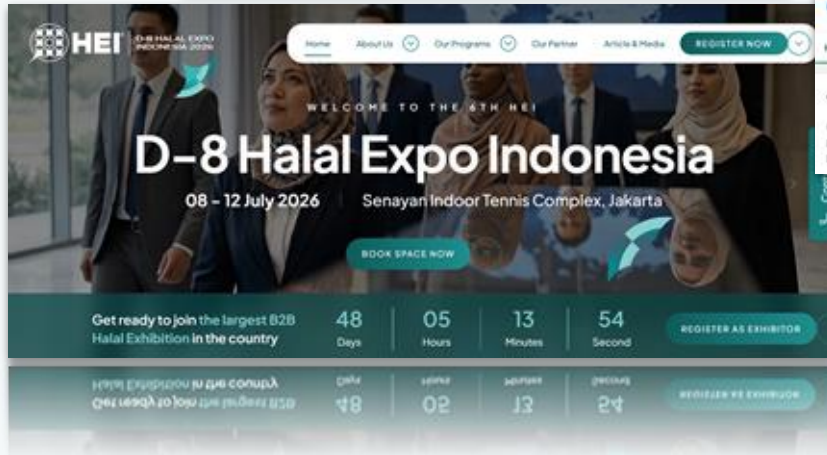 HEI
D-8 HALAL EXPO
INDONESIA 2026
Home About Us Our Programs Our Partner Article & Media REGISTER NOW
WELCOME TO THE 6TH HEI
D-8 Halal Expo Indonesia
08 - 12 July 2026 | Senayan Indoor Tennis Complex, Jakarta
BOOK SPACE NOW
Get ready to join the largest B2B
Halal Exhibition in the country
48 05 13 54
Days Hours Minutes Second
REGISTER AS EXHIBITOR